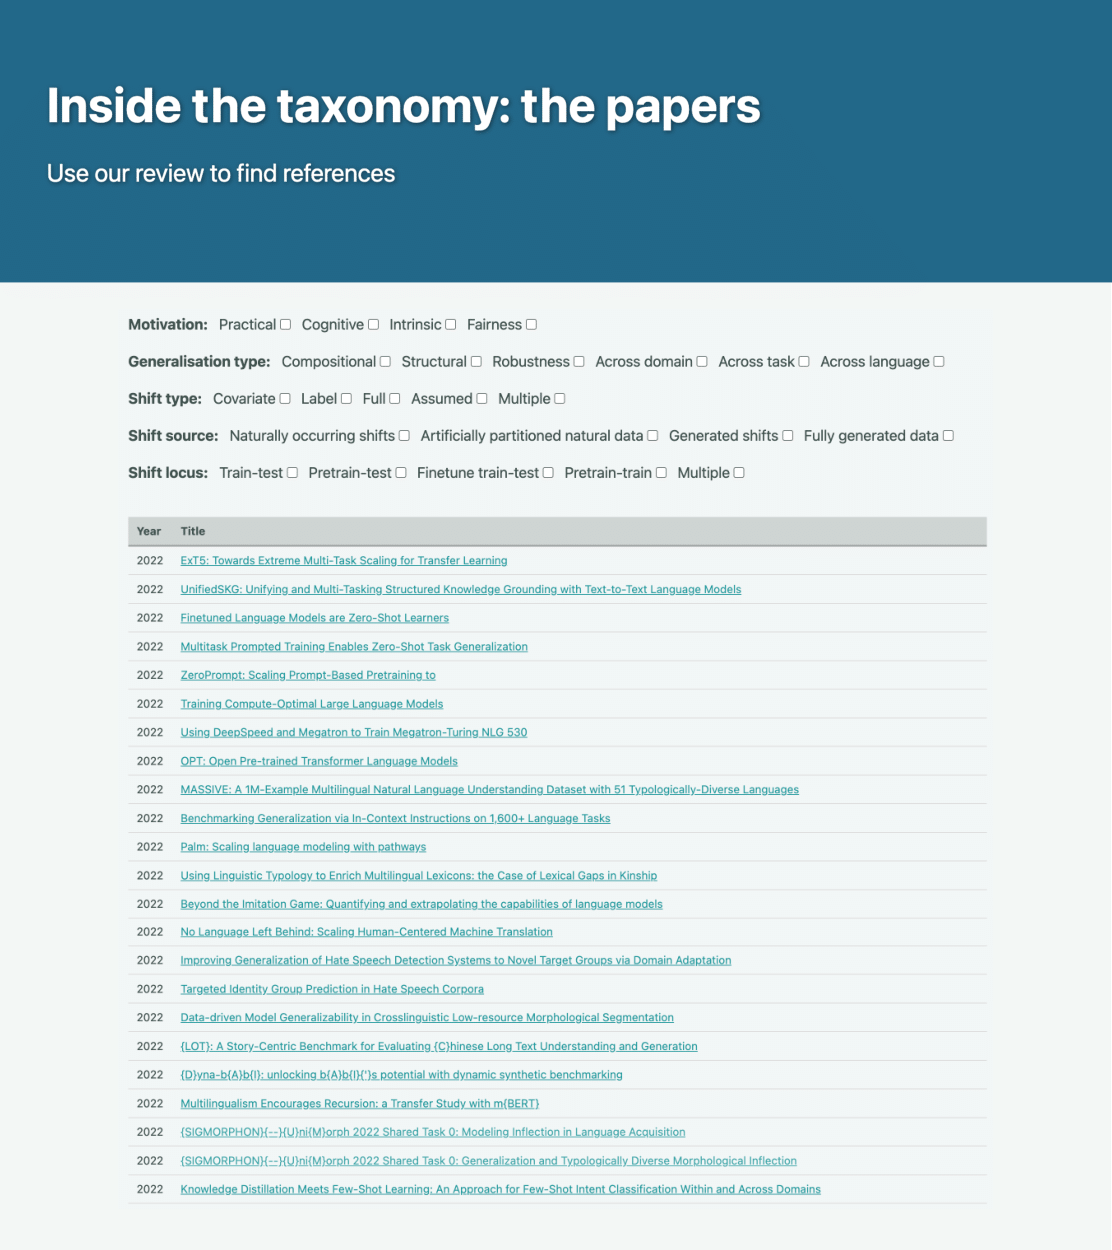 Inside the taxonomy: the papers
Use our review to find references
Motivation: Practical Cognitive Intrinsic Fairness
Generalisation type: Compositional Structural Robustness Across domain Across task Across language
Shift type: Covariate Label Full Assumed Multiple
Shift source: Naturally occurring shifts Artificially partitioned natural data Generated shifts Fully generated data
Shift locus: Train-test Pretrain-test Finetune train-test Pretrain-train Multiple
Year Title
2022 ExT5: Towards Extreme Multi-Task Scaling for Transfer Learning
2022 UnifiedSKG: Unifying and Multi-Tasking Structured Knowledge Grounding with Text-to-Text Language Models
2022 Finetuned Language Models are Zero-Shot Learners
2022 Multitask Prompted Training Enables Zero-Shot Task Generalization
2022 ZeroPrompt: Scaling Prompt-Based Pretraining to
2022 Training Compute-Optimal Large Language Models
2022 Using DeepSpeed and Megatron to Train Megatron-Turing NLG 530
2022 OPT: Open Pre-trained Transformer Language Models
2022 MASSIVE: A 1M-Example Multilingual Natural Language Understanding Dataset with 51 Typologically-Diverse Languages
2022 Benchmarking Generalization via In-Context Instructions on 1,600+ Language Tasks
2022 Palm: Scaling language modeling with pathways
2022 Using Linguistic Typology to Enrich Multilingual Lexicons: the Case of Lexical Gaps in Kinship
2022 Beyond the Imitation Game: Quantifying and extrapolating the capabilities of language models
2022 No Language Left Behind: Scaling Human-Centered Machine Translation
2022 Improving Generalization of Hate Speech Detection Systems to Novel Target Groups via Domain Adaptation
2022 Targeted Identity Group Prediction in Hate Speech Corpora
2022 Data-driven Model Generalizability in Crosslinguistic Low-resource Morphological Segmentation
2022 {LOT}: A Story-Centric Benchmark for Evaluating {C}hinese Long Text Understanding and Generation
2022 {D}yna-b{A}b{I}: unlocking b{A}b{I}{'}s potential with dynamic synthetic benchmarking
2022 Multilingualism Encourages Recursion: a Transfer Study with m{BERT}
2022 {SIGMORPHON}{--}{U}ni{M}orph 2022 Shared Task 0: Modeling Inflection in Language Acquisition
2022 {SIGMORPHON}{--}{U}ni{M}orph 2022 Shared Task 0: Generalization and Typologically Diverse Morphological Inflection
2022 Knowledge Distillation Meets Few-Shot Learning: An Approach for Few-Shot Intent Classification Within and Across Domains